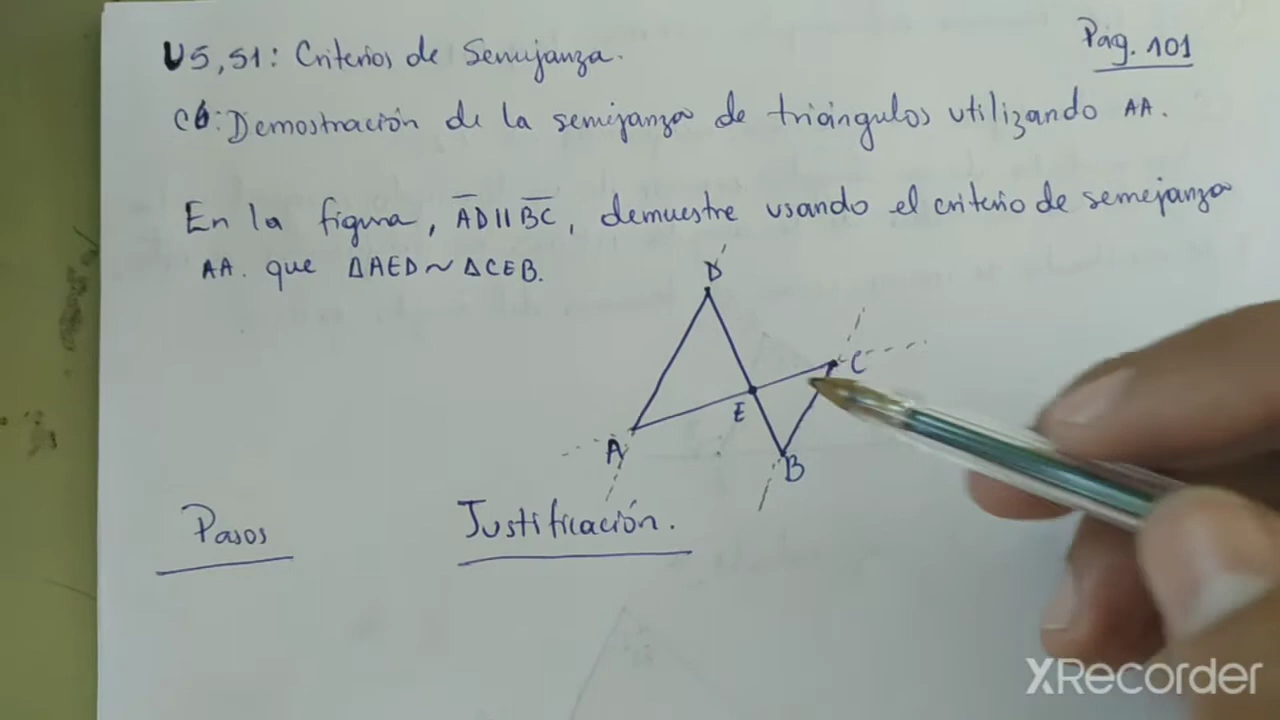 U5, S1: Criterios de Semejanza.
Pág. 101
C6: Demostración de la semejanza de triángulos utilizando AA.
En la figura, AD || BC, demuestre usando el criterio de semejanza
AA. que ΔAED ~ ΔCEB.
D
C
E
A
B
Pasos
Justificación.
XRecorder